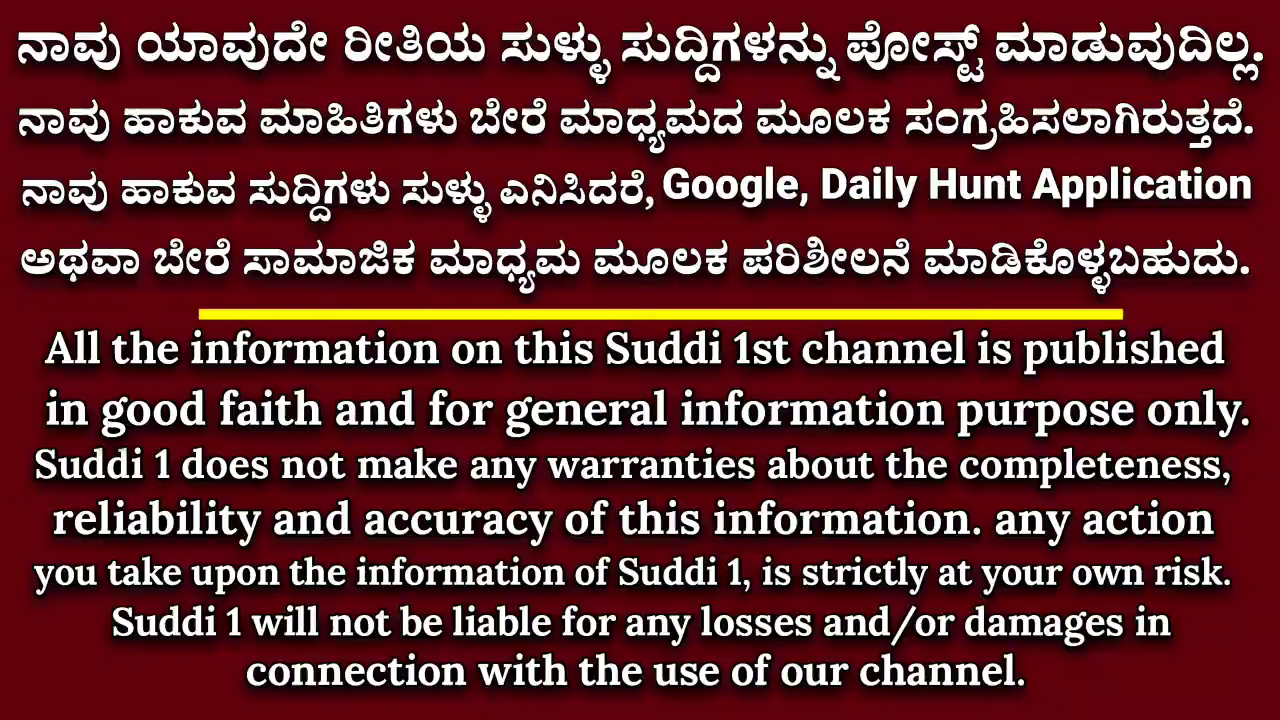 ನಾವು ಯಾವುದೇ ರೀತಿಯ ಸುಳ್ಳು ಸುದ್ದಿಗಳನ್ನು ಪೋಸ್ಟ್ ಮಾಡುವುದಿಲ್ಲ.
ನಾವು ಹಾಕುವ ಮಾಹಿತಿಗಳು ಬೇರೆ ಮಾಧ್ಯಮದ ಮೂಲಕ ಸಂಗ್ರಹಿಸಲಾಗಿರುತ್ತದೆ.
ನಾವು ಹಾಕುವ ಸುದ್ದಿಗಳು ಸುಳ್ಳು ಎನಿಸಿದರೆ, Google, Daily Hunt Application
ಅಥವಾ ಬೇರೆ ಸಾಮಾಜಿಕ ಮಾಧ್ಯಮ ಮೂಲಕ ಪರಿಶೀಲನೆ ಮಾಡಿಕೊಳ್ಳಬಹುದು.
All the information on this Suddi 1st channel is published
in good faith and for general information purpose only.
Suddi 1 does not make any warranties about the completeness,
reliability and accuracy of this information. any action
you take upon the information of Suddi 1, is strictly at your own risk.
Suddi 1 will not be liable for any losses and/or damages in
connection with the use of our channel.